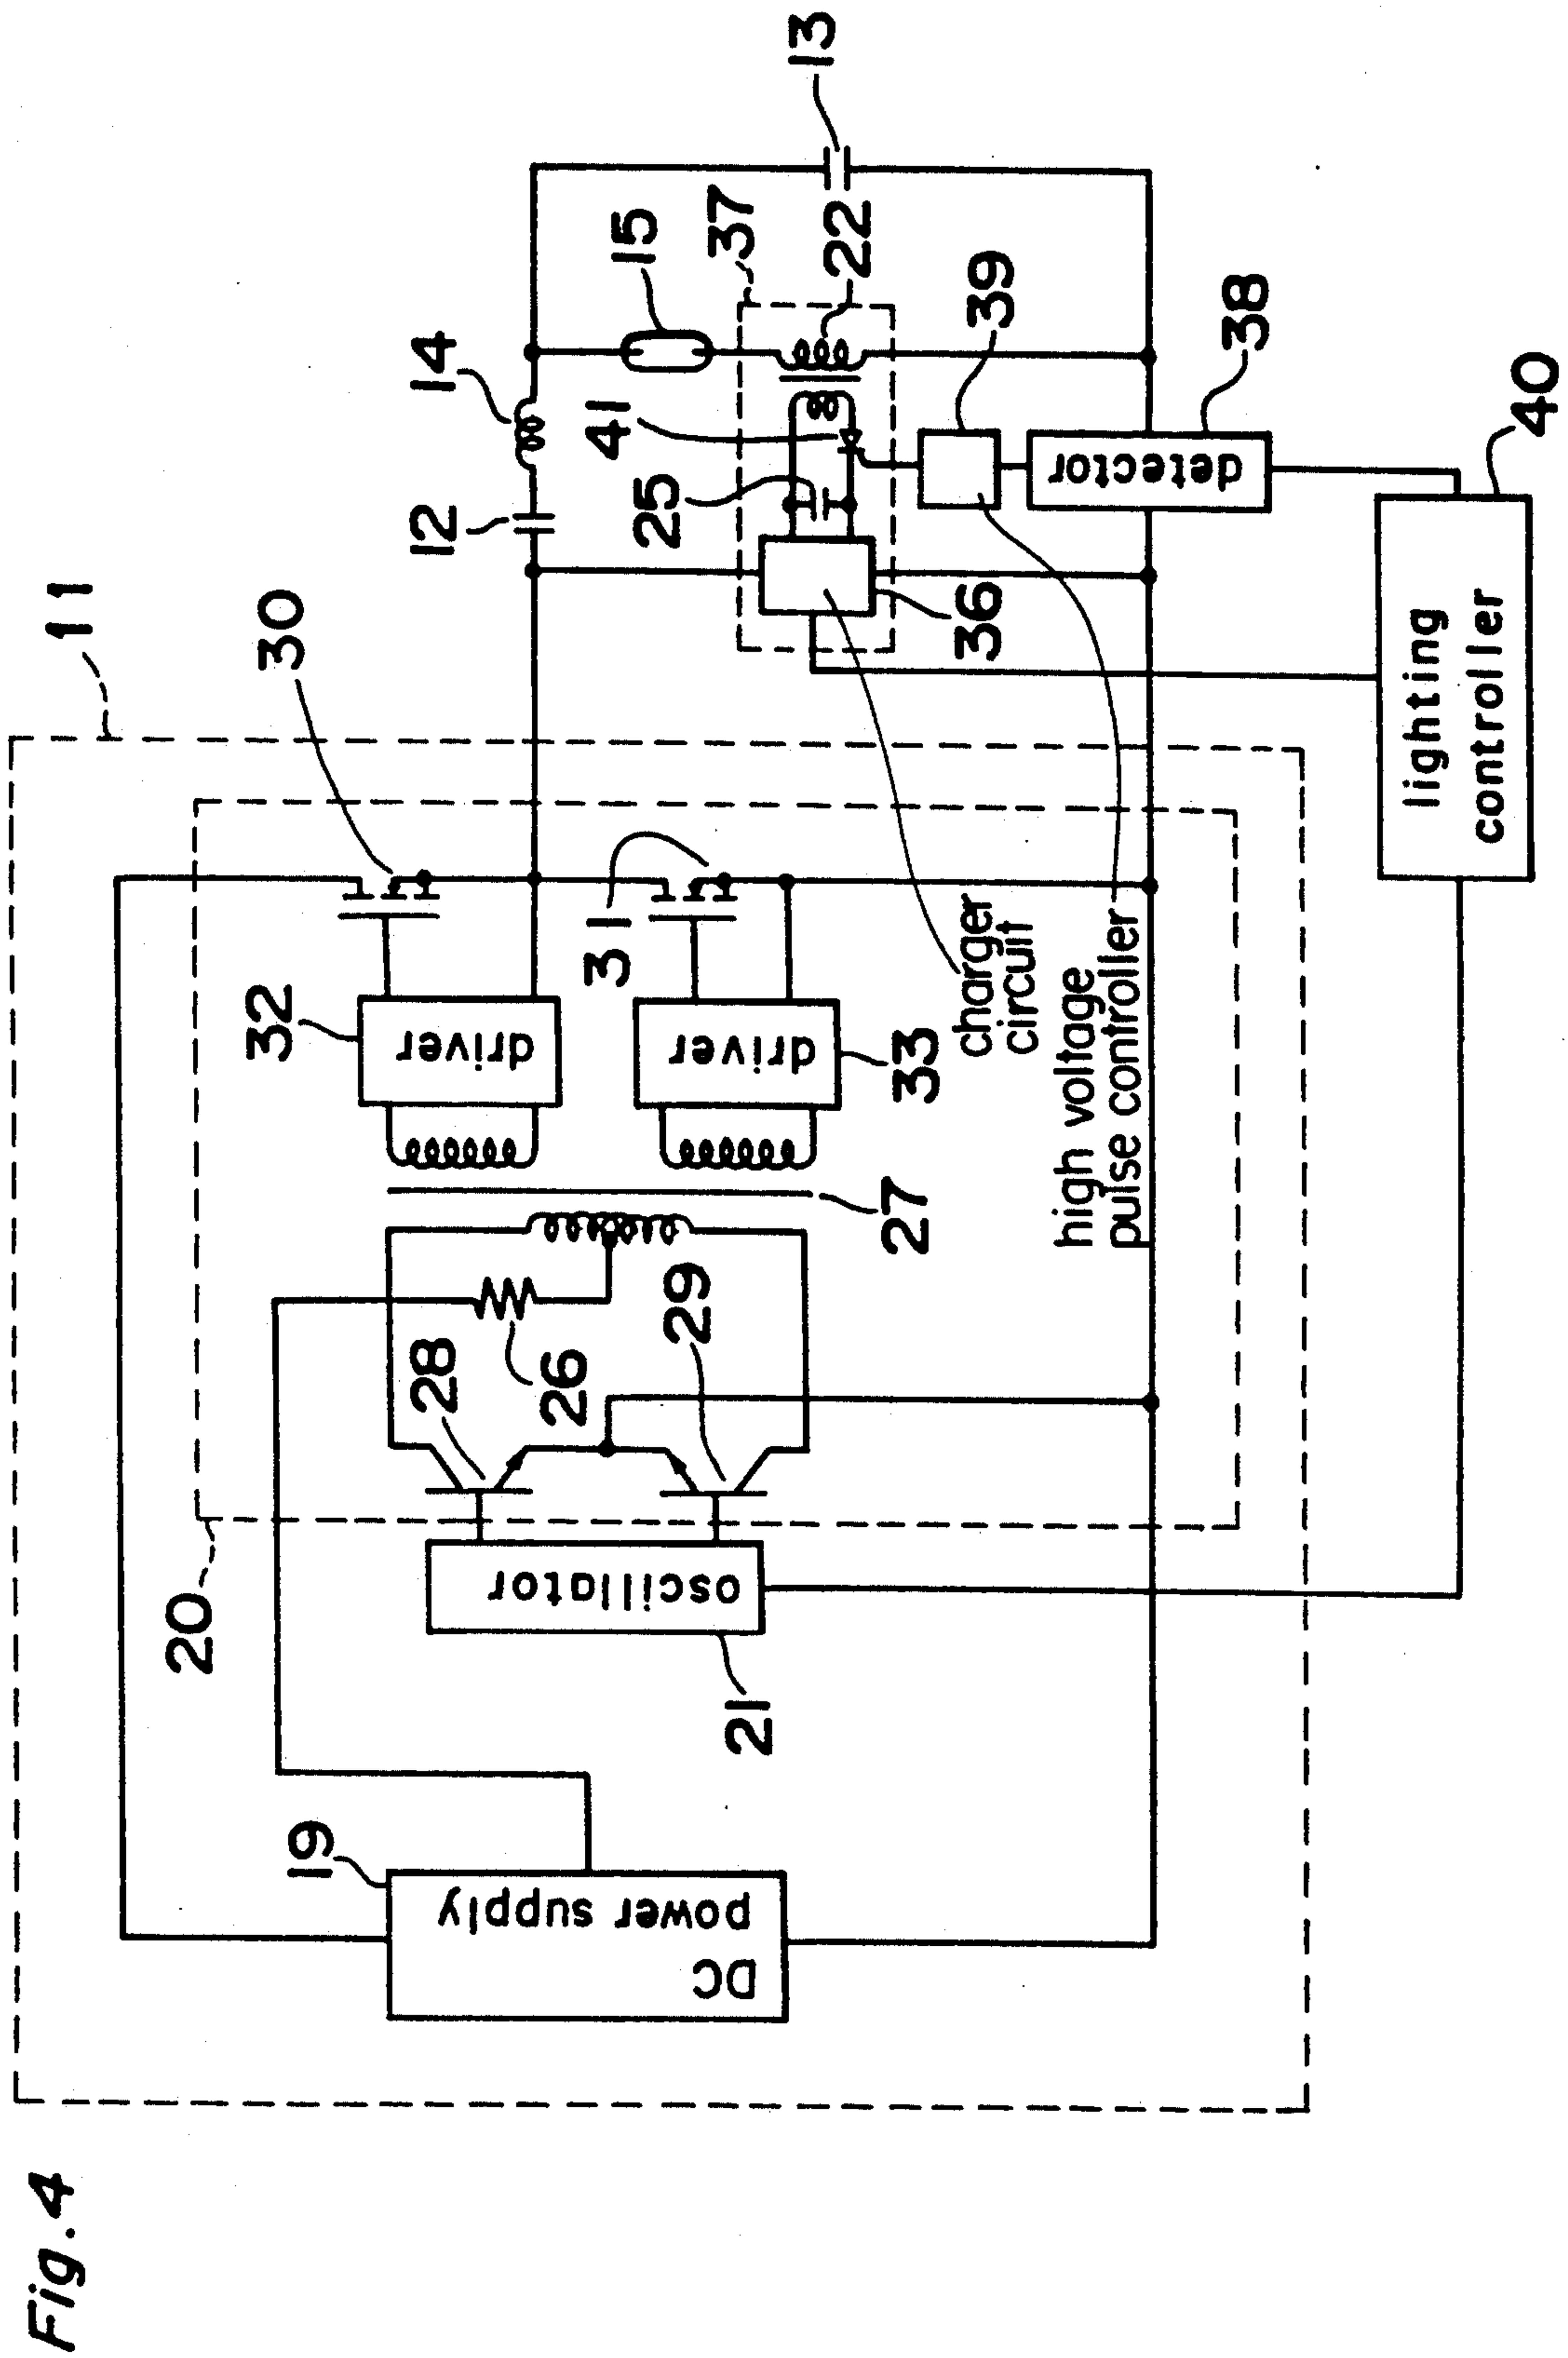 Fig.4
11
20
19
DC
power supply
21
oscillator
28
29
26
27
32
driver
33
driver
30
31
12
14
15
13
37
22
41
25
36
39
38
detector
40
lighting
controller
charger
circuit
high voltage
pulse controller